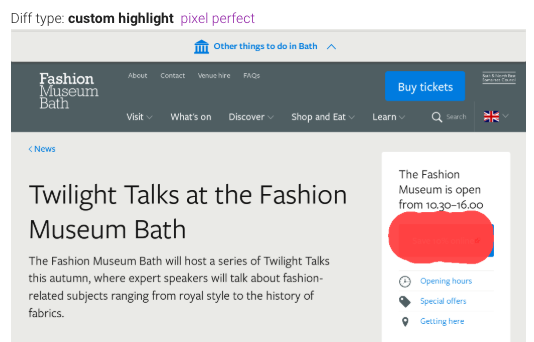 Diff type: custom highlight pixel perfect
Other things to do in Bath
Fashion
Museum
Bath
About Contact Venue hire FAQs
Buy tickets
Visit What's on Discover Shop and Eat Learn Search
< News
Twilight Talks at the Fashion
Museum Bath
The Fashion Museum Bath will host a series of Twilight Talks
this autumn, where expert speakers will talk about fashion-
related subjects ranging from royal style to the history of
fabrics.
The Fashion
Museum is open
from 10.30–16.00
Opening hours
Special offers
Getting here